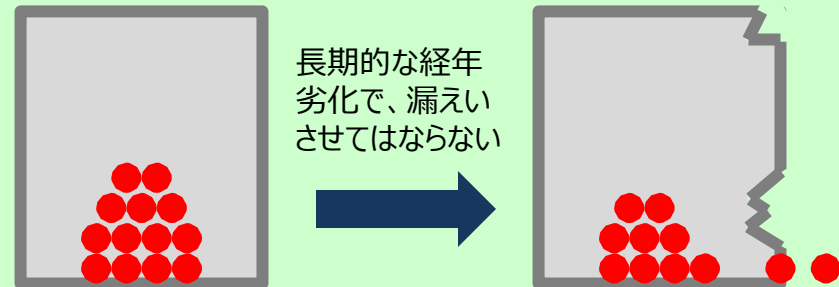 長期的な経年
劣化で、漏えい
させてはならない